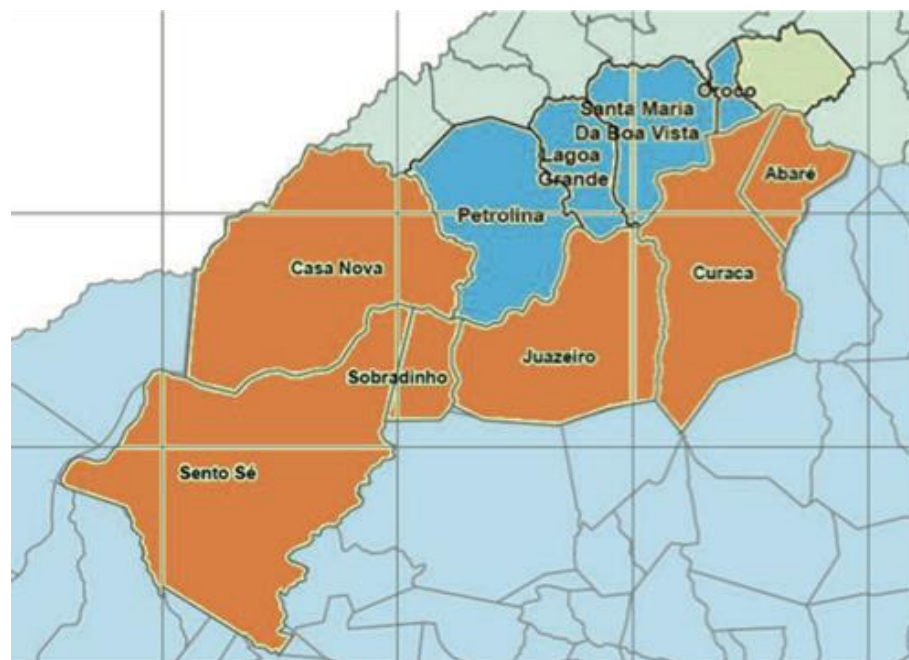 Orocó
Santa Maria
Da Boa Vista
Lagoa
Grande
Abaré
Petrolina
Casa Nova
Curaca
Juazeiro
Sobradinho
Sento Sé